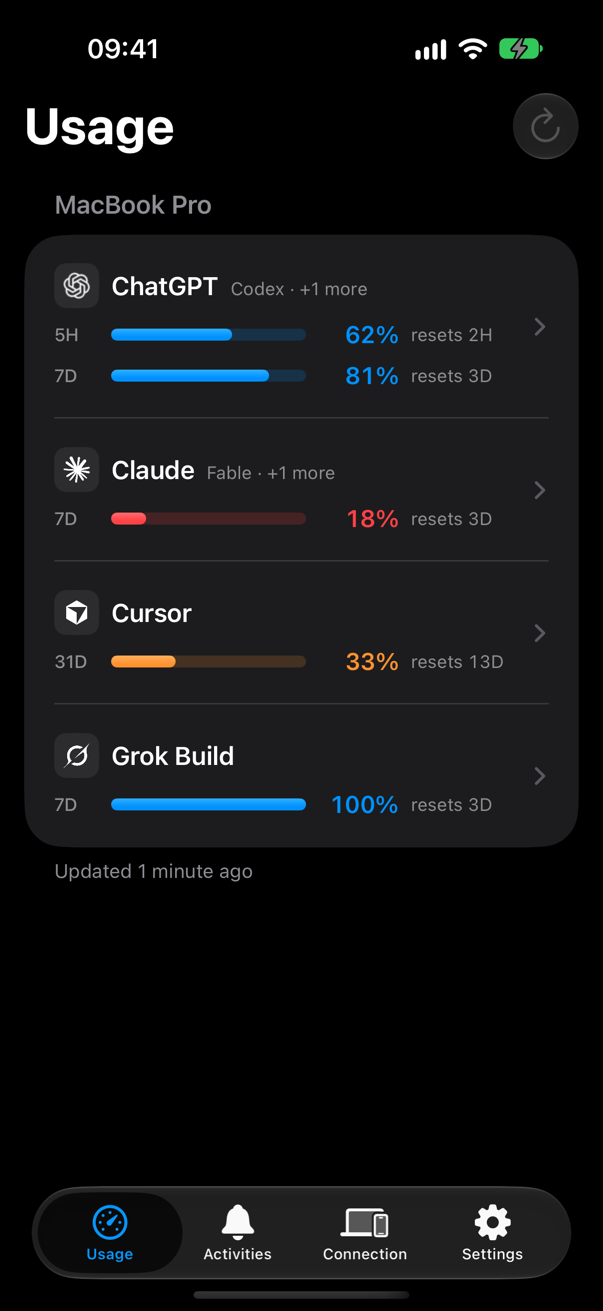 09:41
Usage
MacBook Pro
ChatGPT Codex · +1 more
5H 62% resets 2H
7D 81% resets 3D
Claude Fable · +1 more
7D 18% resets 3D
Cursor
31D 33% resets 13D
Grok Build
7D 100% resets 3D
Updated 1 minute ago
Usage Activities Connection Settings